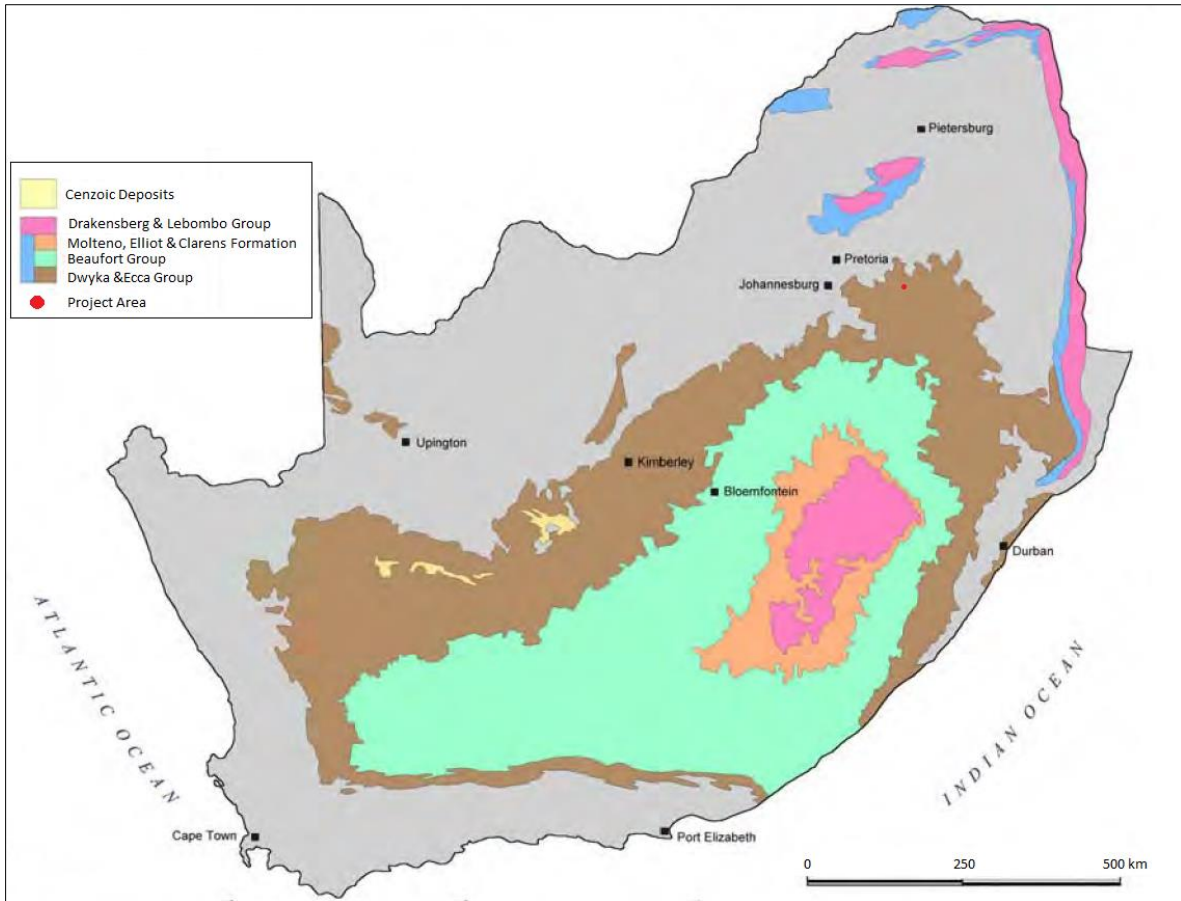 Pietersburg
Cenzoic Deposits
Drakensberg & Lebombo Group
Molteno, Elliot & Clarens Formation
Beaufort Group
Dwyka &Ecca Group
Project Area
Pretoria
Johannesburg
Upington
Kimberley
Bloemfontein
Durban
ATLANTIC OCEAN
INDIAN OCEAN
Cape Town
Port Elizabeth
0 250 500 km